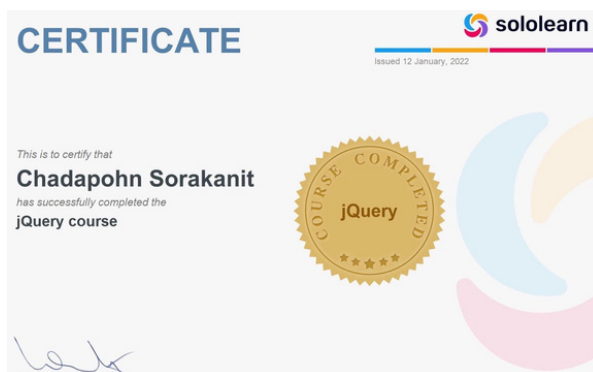 CERTIFICATE
sololearn
Issued 12 January, 2022
This is to certify that
Chadapohn Sorakanit
has successfully completed the
jQuery course
COURSE COMPLETED
jQuery